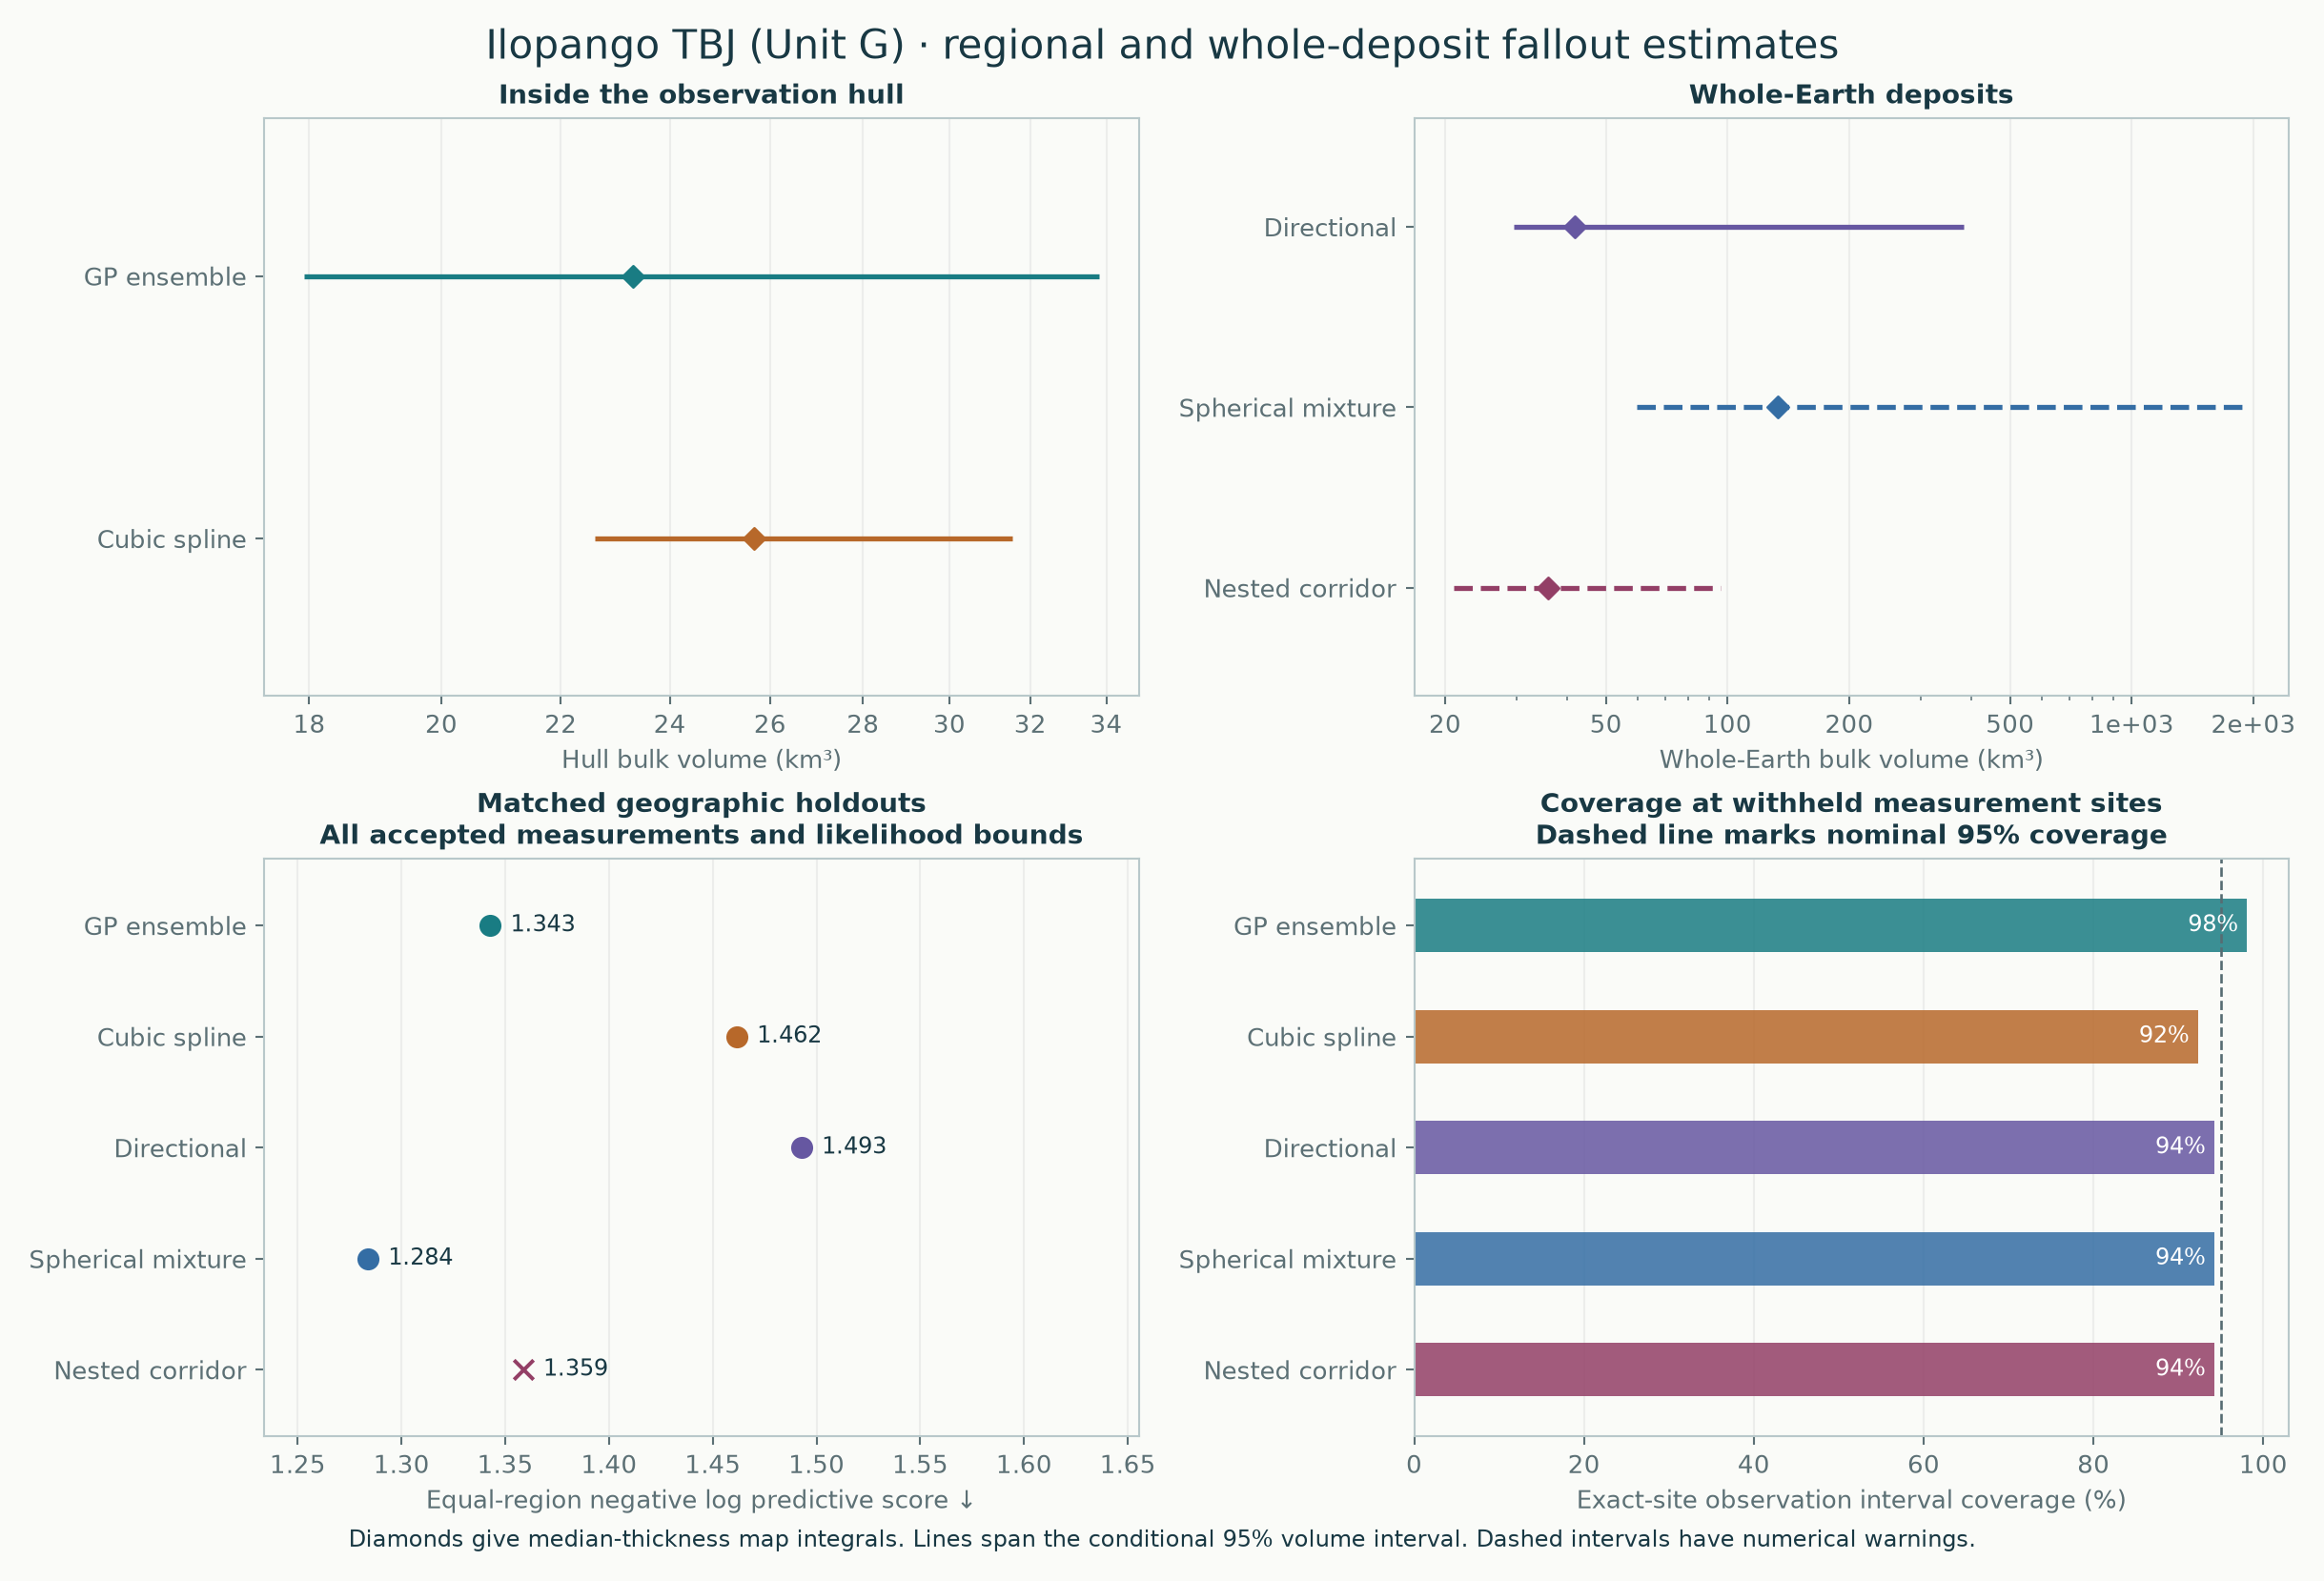 Ilopango TBJ (Unit G) · regional and whole-deposit fallout estimates
Inside the observation hull
GP ensemble
Cubic spline
18 20 22 24 26 28 30 32 34
Hull bulk volume (km³)
Whole-Earth deposits
Directional
Spherical mixture
Nested corridor
20 50 100 200 500 1e+03 2e+03
Whole-Earth bulk volume (km³)
Matched geographic holdouts
All accepted measurements and likelihood bounds
GP ensemble 1.343
Cubic spline 1.462
Directional 1.493
Spherical mixture 1.284
Nested corridor 1.359
1.25 1.30 1.35 1.40 1.45 1.50 1.55 1.60 1.65
Equal-region negative log predictive score ↓
Coverage at withheld measurement sites
Dashed line marks nominal 95% coverage
GP ensemble 98%
Cubic spline 92%
Directional 94%
Spherical mixture 94%
Nested corridor 94%
0 20 40 60 80 100
Exact-site observation interval coverage (%)
Diamonds give median-thickness map integrals. Lines span the conditional 95% volume interval. Dashed intervals have numerical warnings.